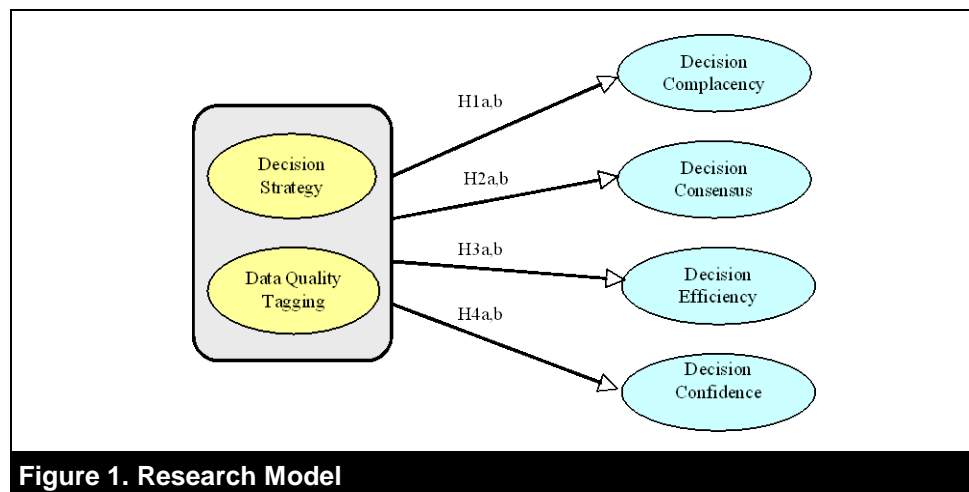 Decision
Complacency
H1a,b
Decision
Strategy
H2a,b
Decision
Consensus
H3a,b
Data Quality
Tagging
Decision
Efficiency
H4a,b
Decision
Confidence
Figure 1. Research Model